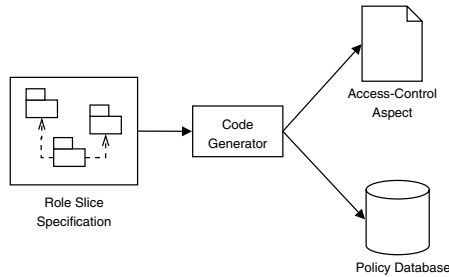 Role Slice
Specification
Code
Generator
Access-Control
Aspect
Policy Database